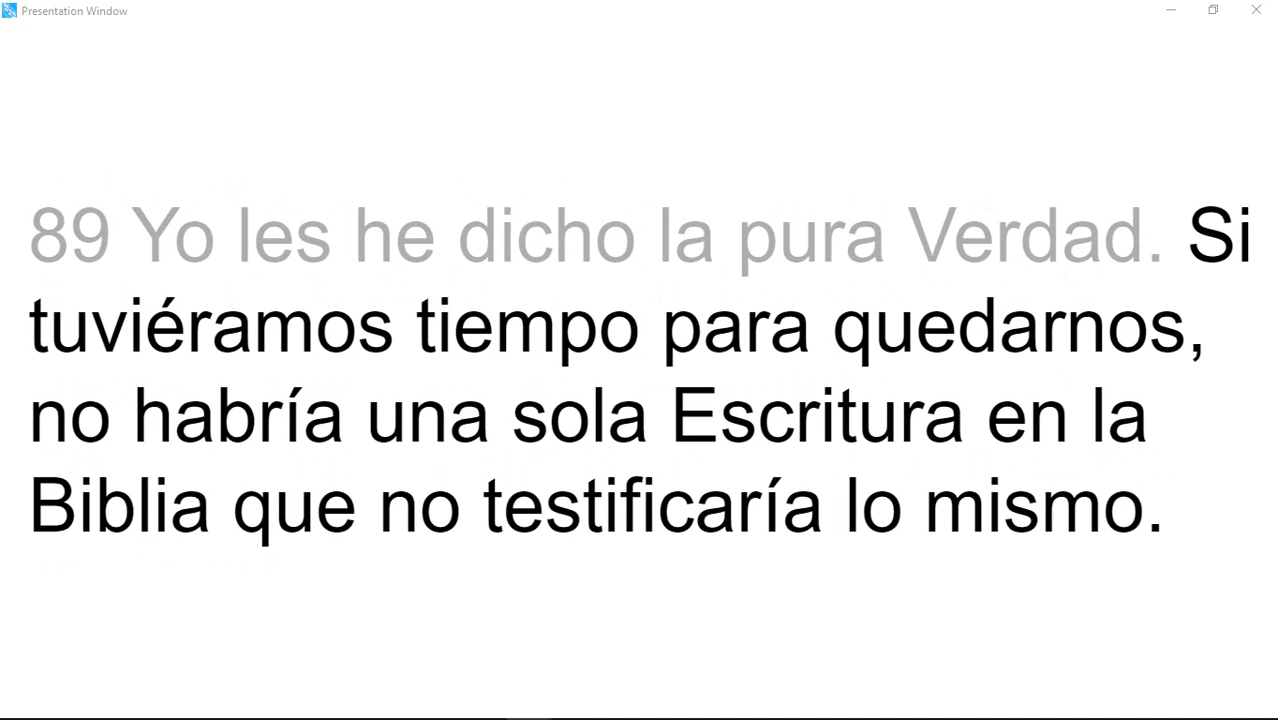 Presentation Window
89 Yo les he dicho la pura Verdad. Si
tuviéramos tiempo para quedarnos,
no habría una sola Escritura en la
Biblia que no testificaría lo mismo.